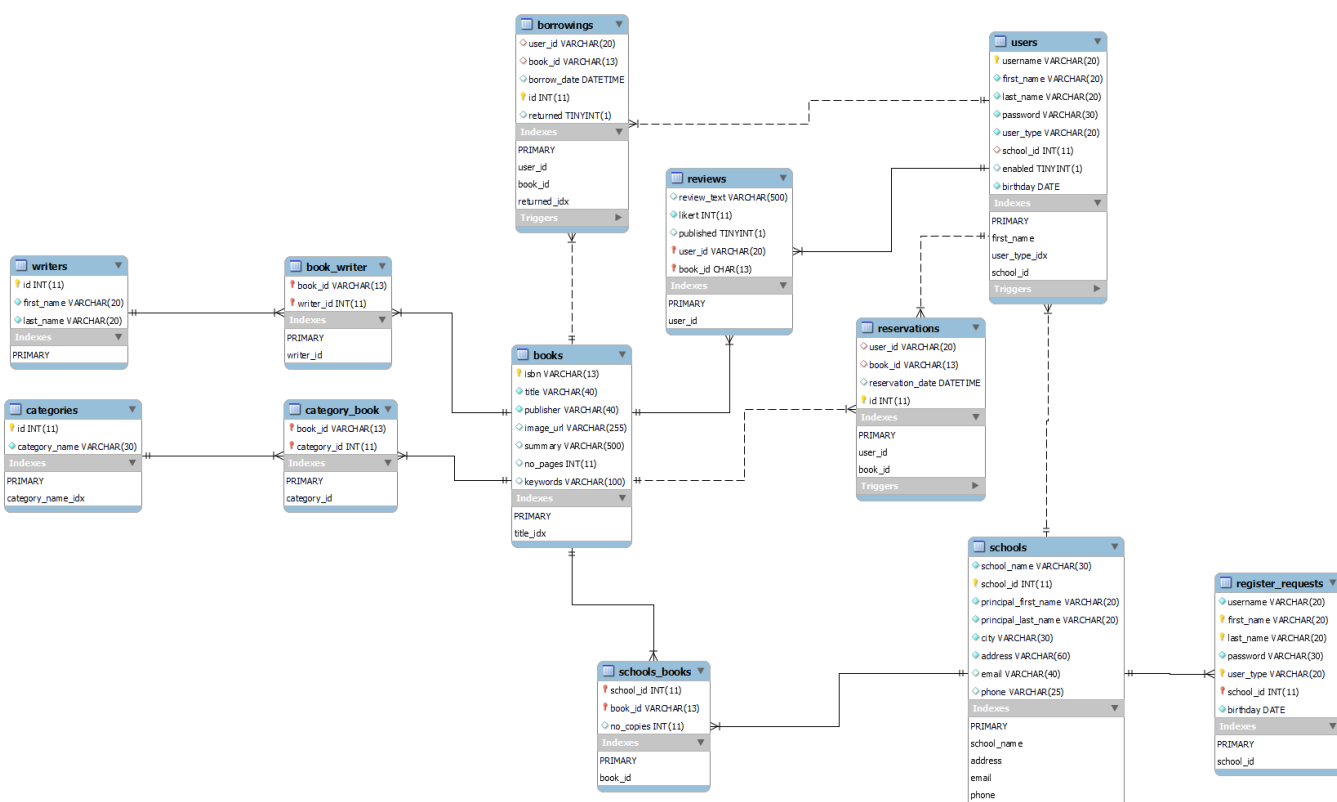 borrowings
user_id VARCHAR(20)
book_id VARCHAR(13)
borrow_date DATETIME
id INT(11)
returned TINYINT(1)
Indexes
PRIMARY
user_id
book_id
returned_idx
Triggers
users
username VARCHAR(20)
first_name VARCHAR(20)
last_name VARCHAR(20)
password VARCHAR(30)
user_type VARCHAR(20)
school_id INT(11)
enabled TINYINT(1)
birthday DATE
Indexes
PRIMARY
first_name
user_type_idx
school_id
Triggers
reviews
review_text VARCHAR(500)
likert INT(11)
published TINYINT(1)
user_id VARCHAR(20)
book_id CHAR(13)
Indexes
PRIMARY
user_id
writers
id INT(11)
first_name VARCHAR(20)
last_name VARCHAR(20)
Indexes
PRIMARY
book_writer
book_id VARCHAR(13)
writer_id INT(11)
Indexes
PRIMARY
writer_id
reservations
user_id VARCHAR(20)
book_id VARCHAR(13)
reservation_date DATETIME
id INT(11)
Indexes
PRIMARY
user_id
book_id
Triggers
books
isbn VARCHAR(13)
title VARCHAR(40)
publisher VARCHAR(40)
image_url VARCHAR(255)
summary VARCHAR(500)
no_pages INT(11)
keywords VARCHAR(100)
Indexes
PRIMARY
title_idx
categories
id INT(11)
category_name VARCHAR(30)
Indexes
PRIMARY
category_name_idx
category_book
book_id VARCHAR(13)
category_id INT(11)
Indexes
PRIMARY
category_id
schools
school_name VARCHAR(30)
school_id INT(11)
principal_first_name VARCHAR(20)
principal_last_name VARCHAR(20)
city VARCHAR(30)
address VARCHAR(60)
email VARCHAR(40)
phone VARCHAR(25)
Indexes
PRIMARY
school_name
address
email
phone
register_requests
username VARCHAR(20)
first_name VARCHAR(20)
last_name VARCHAR(20)
password VARCHAR(30)
user_type VARCHAR(20)
school_id INT(11)
birthday DATE
Indexes
PRIMARY
school_id
schools_books
school_id INT(11)
book_id VARCHAR(13)
no_copies INT(11)
Indexes
PRIMARY
book_id